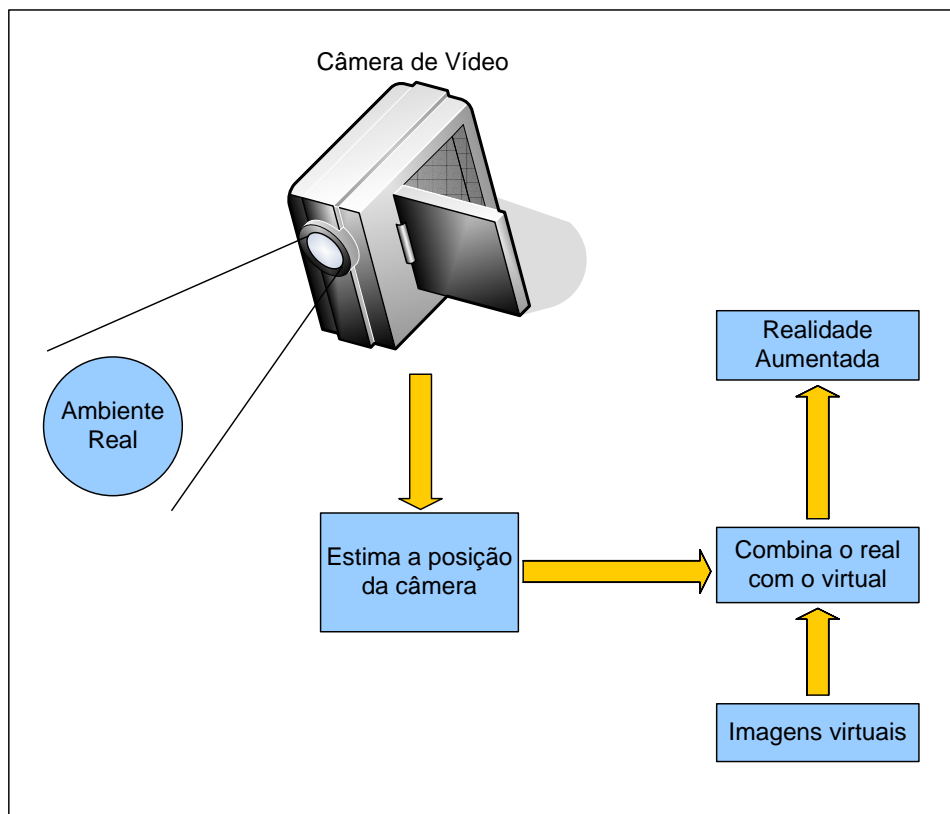 Câmera de Vídeo
Realidade
Aumentada
Ambiente
Real
Estima a posição
da câmera
Combina o real
com o virtual
Imagens virtuais